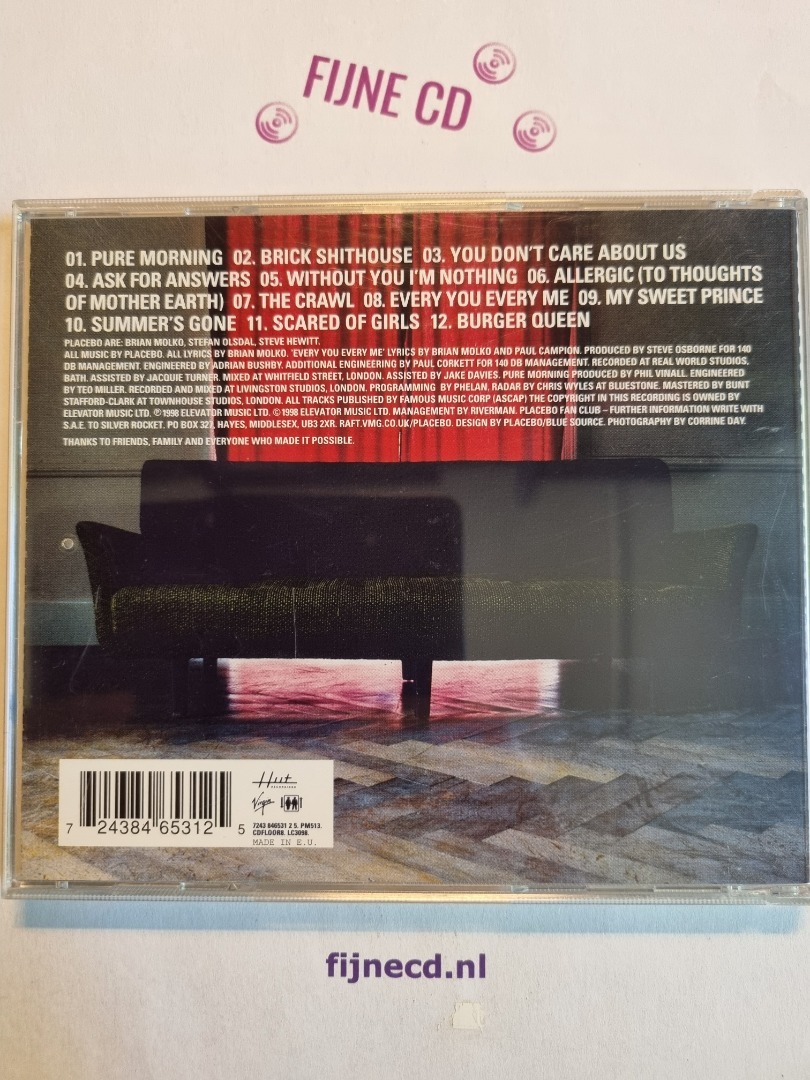 FIJNE CD
01. PURE MORNING 02. BRICK SHITHOUSE 03. YOU DON'T CARE ABOUT US
04. ASK FOR ANSWERS 05. WITHOUT YOU I'M NOTHING 06. ALLERGIC (TO THOUGHTS
OF MOTHER EARTH) 07. THE CRAWL 08. EVERY YOU EVERY ME 09. MY SWEET PRINCE
10. SUMMER'S GONE 11. SCARED OF GIRLS 12. BURGER QUEEN
PLACEBO ARE: BRIAN MOLKO, STEFAN OLSDAL, STEVE HEWITT.
ALL MUSIC BY PLACEBO. ALL LYRICS BY BRIAN MOLKO. 'EVERY YOU EVERY ME' LYRICS BY BRIAN MOLKO AND PAUL CAMPION. PRODUCED BY STEVE OSBORNE FOR 140
DB MANAGEMENT. ENGINEERED BY ADRIAN BUSHBY. ADDITIONAL ENGINEERING BY PAUL CORKETT FOR 140 DB MANAGEMENT. RECORDED AT REAL WORLD STUDIOS,
BATH. ASSISTED BY JACQUIE TURNER. MIXED AT WHITFIELD STREET, LONDON. ASSISTED BY JAKE DAVIES. PURE MORNING PRODUCED BY PHIL VINALL. ENGINEERED
BY TEO MILLER. RECORDED AND MIXED AT LIVINGSTON STUDIOS, LONDON. PROGRAMMING BY PHELAN, RADAR BY CHRIS WYLES AT BLUESTONE. MASTERED BY BUNT
STAFFORD-CLARK AT TOWNHOUSE STUDIOS, LONDON. ALL TRACKS PUBLISHED BY FAMOUS MUSIC CORP (ASCAP) THE COPYRIGHT IN THIS RECORDING IS OWNED BY
ELEVATOR MUSIC LTD. ℗ 1998 ELEVATOR MUSIC LTD. © 1998 ELEVATOR MUSIC LTD. MANAGEMENT BY RIVERMAN. PLACEBO FAN CLUB – FURTHER INFORMATION WRITE WITH
S.A.E. TO SILVER ROCKET. PO BOX 327, HAYES, MIDDLESEX, UB3 2XR. RAFT.VMG.CO.UK/PLACEBO. DESIGN BY PLACEBO/BLUE SOURCE. PHOTOGRAPHY BY CORRINE DAY.
THANKS TO FRIENDS, FAMILY AND EVERYONE WHO MADE IT POSSIBLE.
Hut
RECORDINGS
Virgin
7 24384 65312 5
7243 846531 2 5. PM513.
CDFLOOR8. LC3098.
MADE IN E.U.
fijnecd.nl